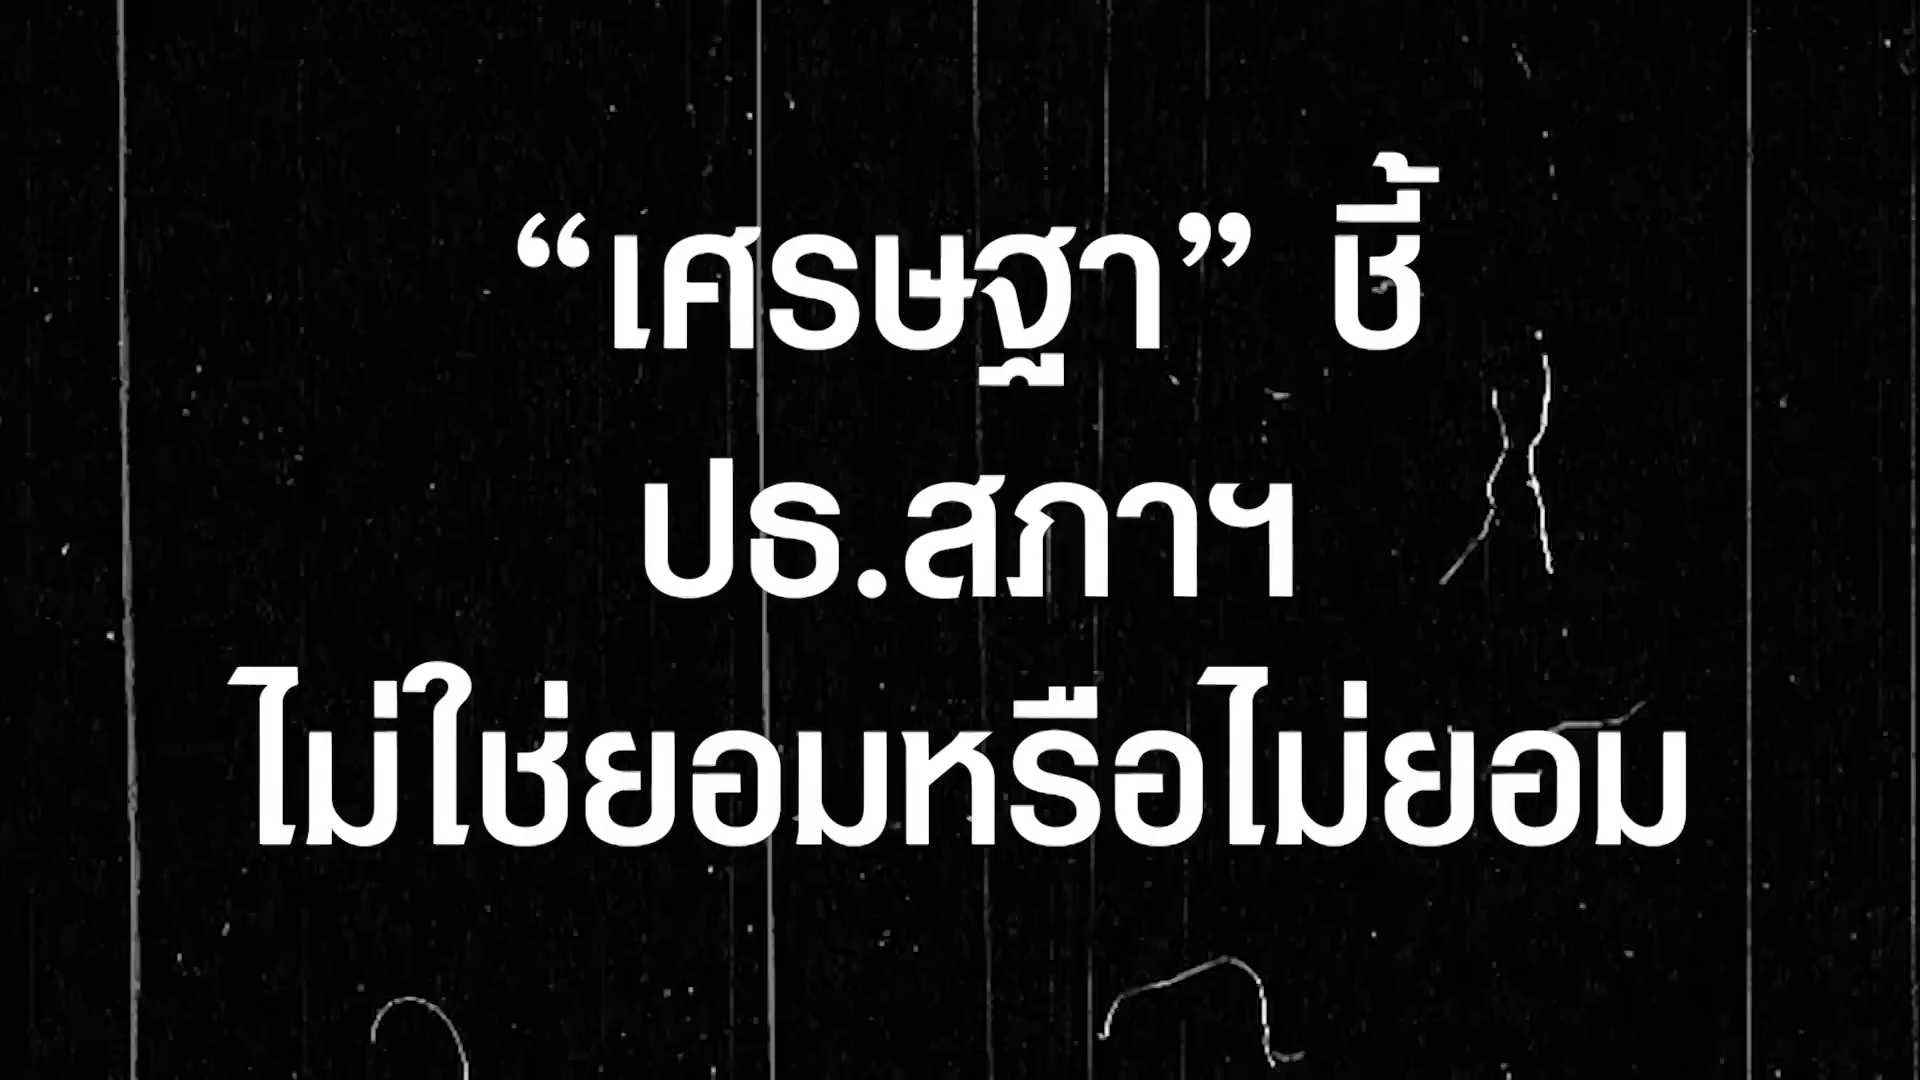 “เศรษฐา” ชี้
ปธ.สภาฯ
ไม่ใช่ยอมหรือไม่ยอม